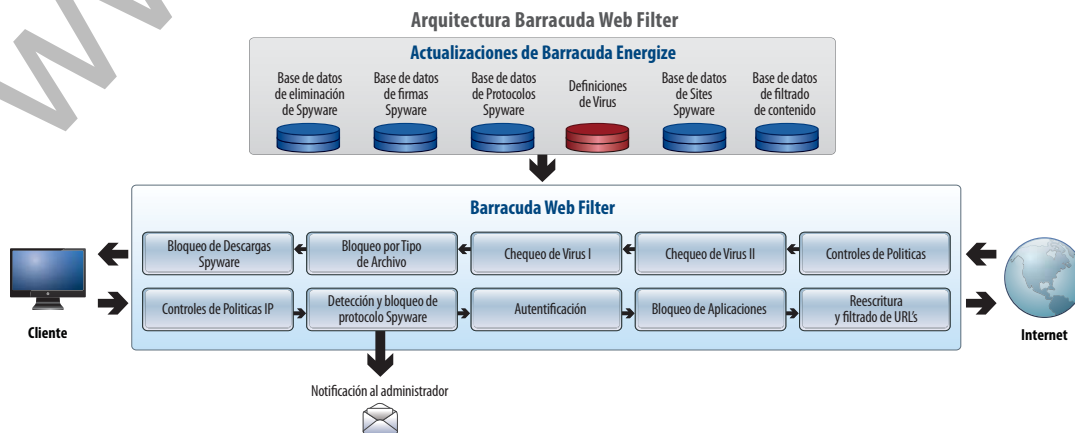 Arquitectura Barracuda Web Filter
Actualizaciones de Barracuda Energize
Base de datos
de eliminación
de Spyware
Base de datos
de firmas
Spyware
Base de datos
de Protocolos
Spyware
Definiciones
de Virus
Base de datos
de Sites
Spyware
Base de datos
de filtrado
de contenido
Barracuda Web Filter
Bloqueo de Descargas
Spyware
Bloqueo por Tipo
de Archivo
Chequeo de Virus I
Chequeo de Virus II
Controles de Politicas
Controles de Politicas IP
Detección y bloqueo de
protocolo Spyware
Autentificación
Bloqueo de Aplicaciones
Reescritura
y filtrado de URL's
Cliente
Internet
Notificación al administrador